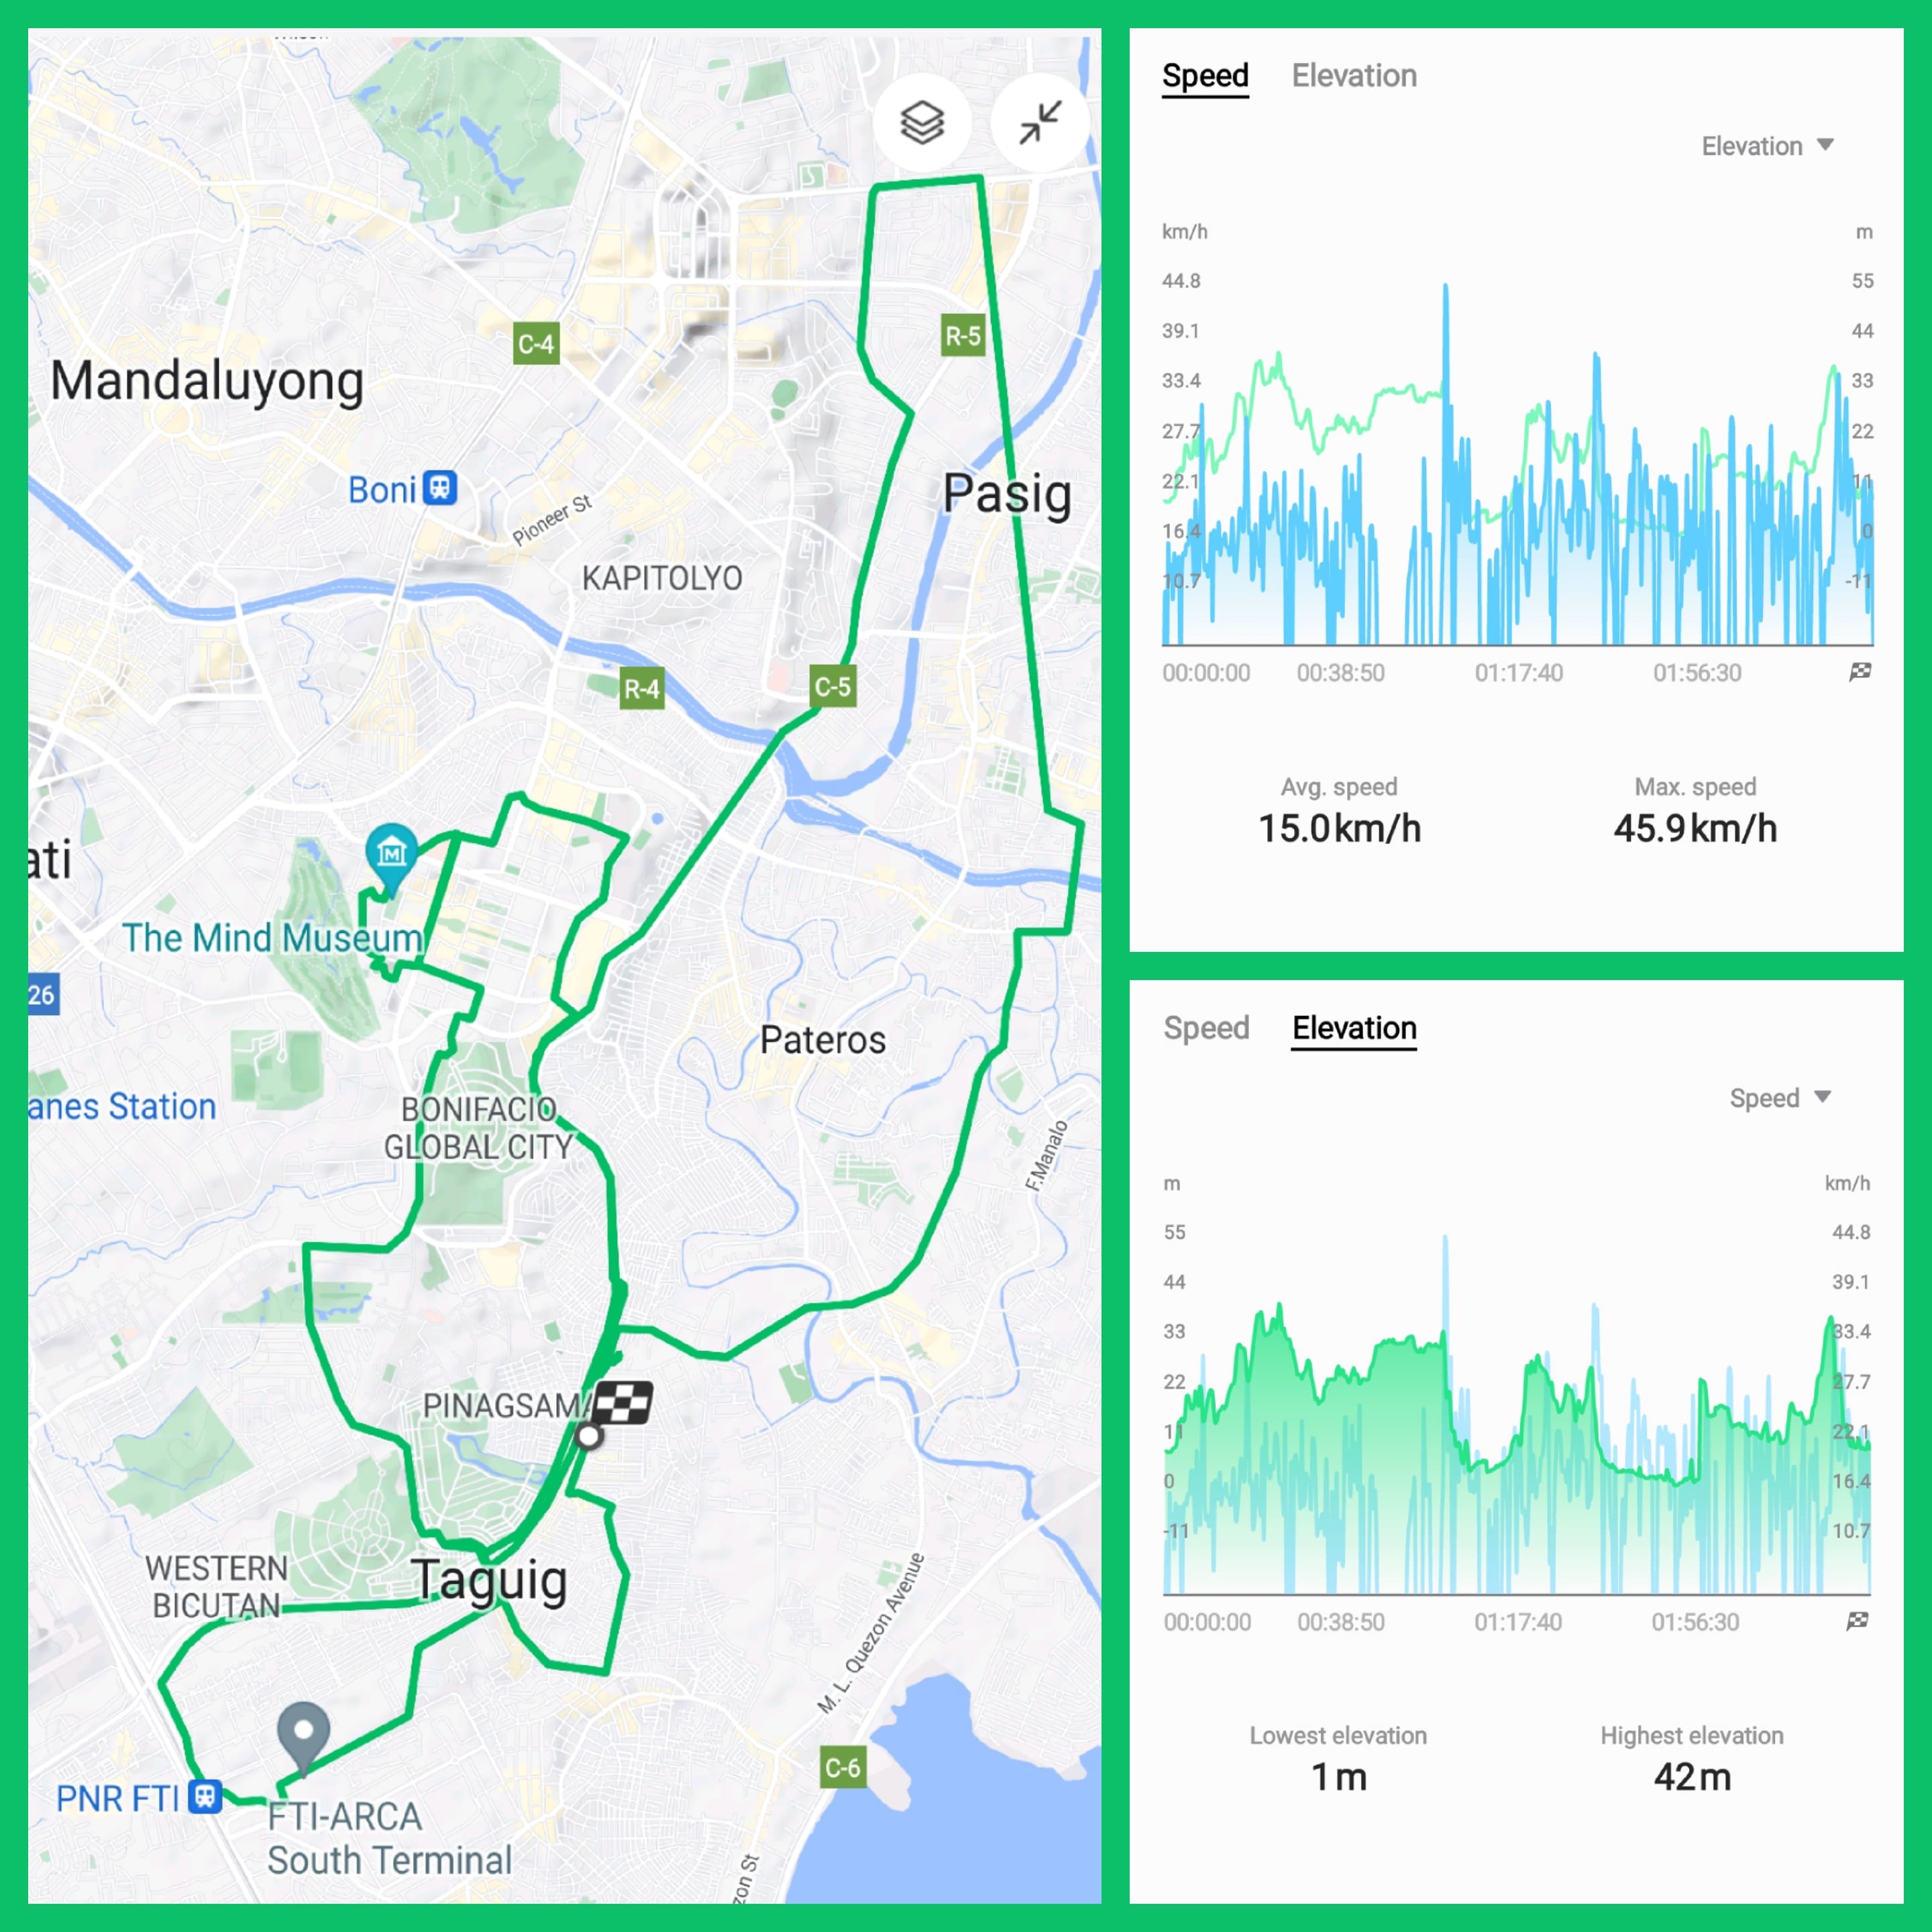 C-4
R-5
Mandaluyong
Boni
Pioneer St
Pasig
KAPITOLYO
R-4
C-5
ati
The Mind Museum
26
Pateros
anes Station
BONIFACIO
GLOBAL CITY
F.Manalo
PINAGSAMA
Taguig
WESTERN
BICUTAN
M. L. Quezon Avenue
PNR FTI
FTI-ARCA
South Terminal
C-6
zon St
Speed Elevation
Elevation
km/h m
44.8 55
39.1 44
33.4 33
27.7 22
22.1 11
16.4 0
10.7 -11
00:00:00 00:38:50 01:17:40 01:56:30
Avg. speed Max. speed
15.0 km/h 45.9 km/h
Speed Elevation
Speed
m km/h
55 44.8
44 39.1
33 33.4
22 27.7
11 22.1
0 16.4
-11 10.7
00:00:00 00:38:50 01:17:40 01:56:30
Lowest elevation Highest elevation
1 m 42 m